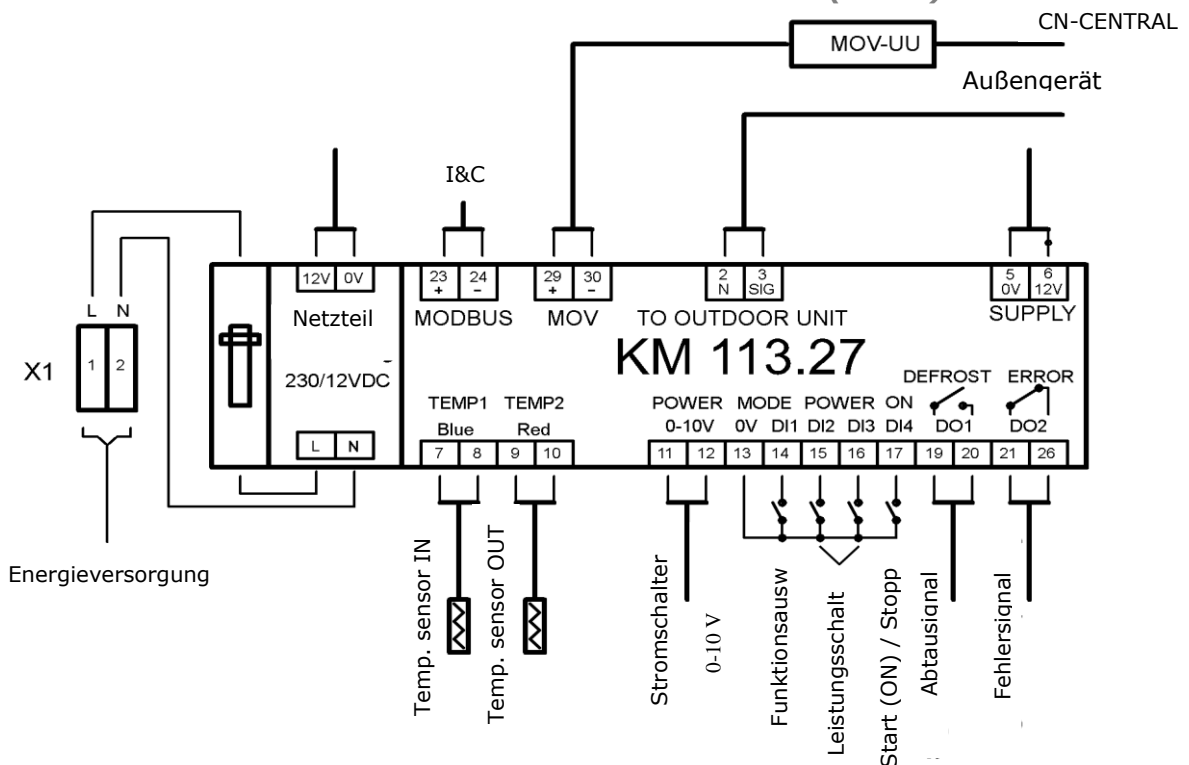 CN-CENTRAL
MOV-UU
Außengerät
I&C
L N
X1
1 2
Energieversorgung
12V 0V
Netzteil
230/12VDC
L N
23 24
+ −
MODBUS
29 30
+ −
MOV
2 3
N SIG
TO OUTDOOR UNIT
5 6
0V 12V
SUPPLY
KM 113.27
TEMP1 TEMP2
Blue Red
7 8 9 10
POWER MODE POWER ON
0-10V 0V DI1 DI2 DI3 DI4
DEFROST ERROR
DO1 DO2
11 12 13 14 15 16 17 19 20 21 26
Temp. sensor IN
Temp. sensor OUT
Stromschalter
0-10 V
Funktionsausw
Leistungsschalt
Start (ON) / Stopp
Abtausignal
Fehlersignal